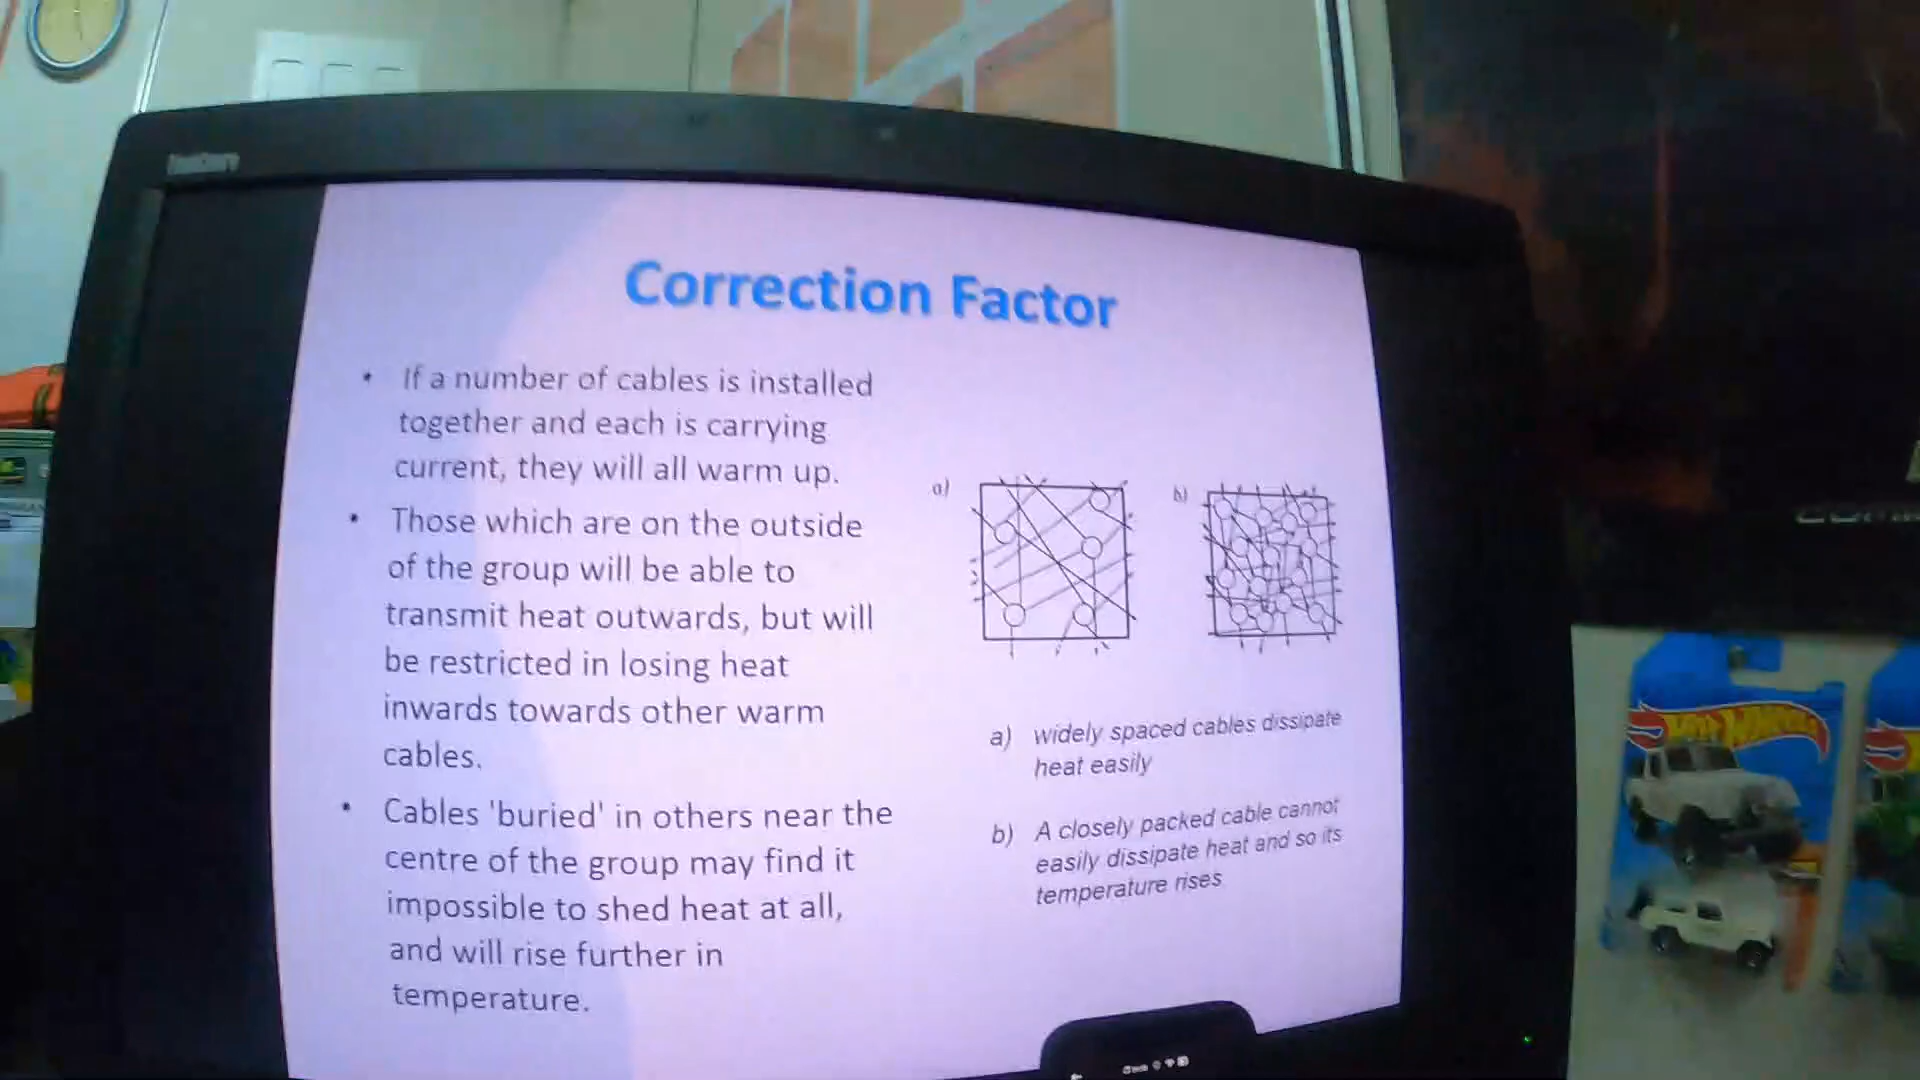 Correction Factor
• If a number of cables is installed
together and each is carrying
current, they will all warm up.
• Those which are on the outside
of the group will be able to
transmit heat outwards, but will
be restricted in losing heat
inwards towards other warm
cables.
• Cables 'buried' in others near the
centre of the group may find it
impossible to shed heat at all,
and will rise further in
temperature.
a)
b)
a) widely spaced cables dissipate
heat easily
b) A closely packed cable cannot
easily dissipate heat and so its
temperature rises
HOT WHEELS